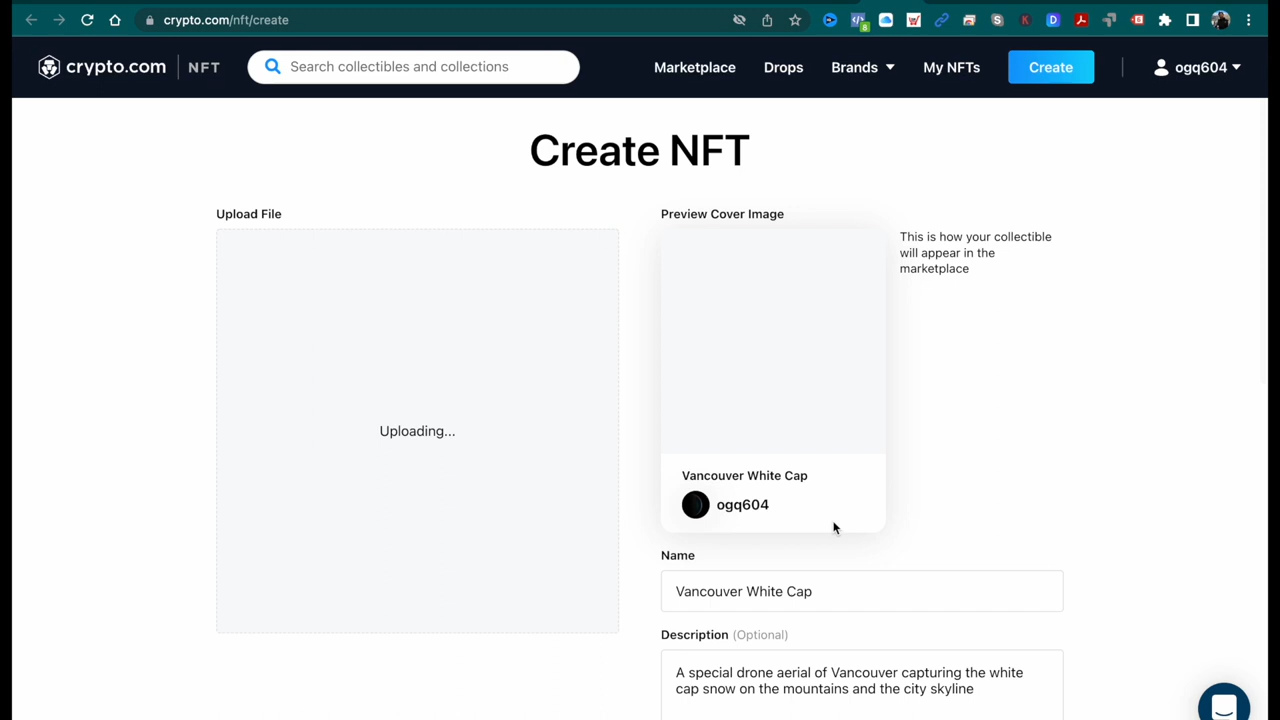 crypto.com/nft/create
8
crypto.com NFT
Search collectibles and collections
Marketplace
Drops
Brands
My NFTs
Create
ogq604
Create NFT
Upload File
Uploading...
Preview Cover Image
This is how your collectible
will appear in the
marketplace
Vancouver White Cap
ogq604
Name
Vancouver White Cap
Description (Optional)
A special drone aerial of Vancouver capturing the white
cap snow on the mountains and the city skyline